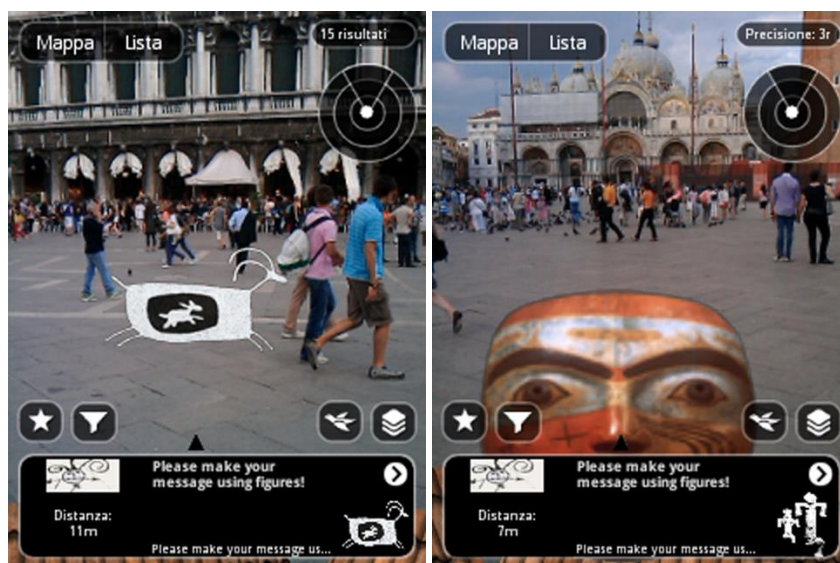 Mappa Lista
15 risultati
Please make your
message using figures!
Distanza:
11m
Please make your message us...
Mappa Lista
Precisione: 3r
Please make your
message using figures!
Distanza:
7m
Please make your message us...